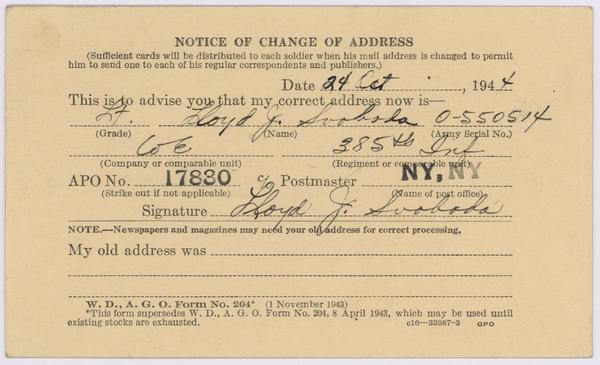 NOTICE OF CHANGE OF ADDRESS
(Sufficient cards will be distributed to each soldier when his mail address is changed to permit
him to send one to each of his regular correspondents and publishers.)
Date 24 Oct, 1944
This is to advise you that my correct address now is—
Lt. Floyd J. Svoboda O-550514
(Grade) (Name) (Army Serial No.)
Co E 385th Inf
(Company or comparable unit) (Regiment or comparable unit)
APO No. 17830 c/o Postmaster NY, NY
(Strike out if not applicable) (Name of post office)
Signature Floyd J. Svoboda
NOTE.—Newspapers and magazines may need your old address for correct processing.
My old address was
W. D., A. G. O. Form No. 204* (1 November 1943)
*This form supersedes W. D., A. G. O. Form No. 204, 8 April 1943, which may be used until
existing stocks are exhausted. c16—33987-3 GPO